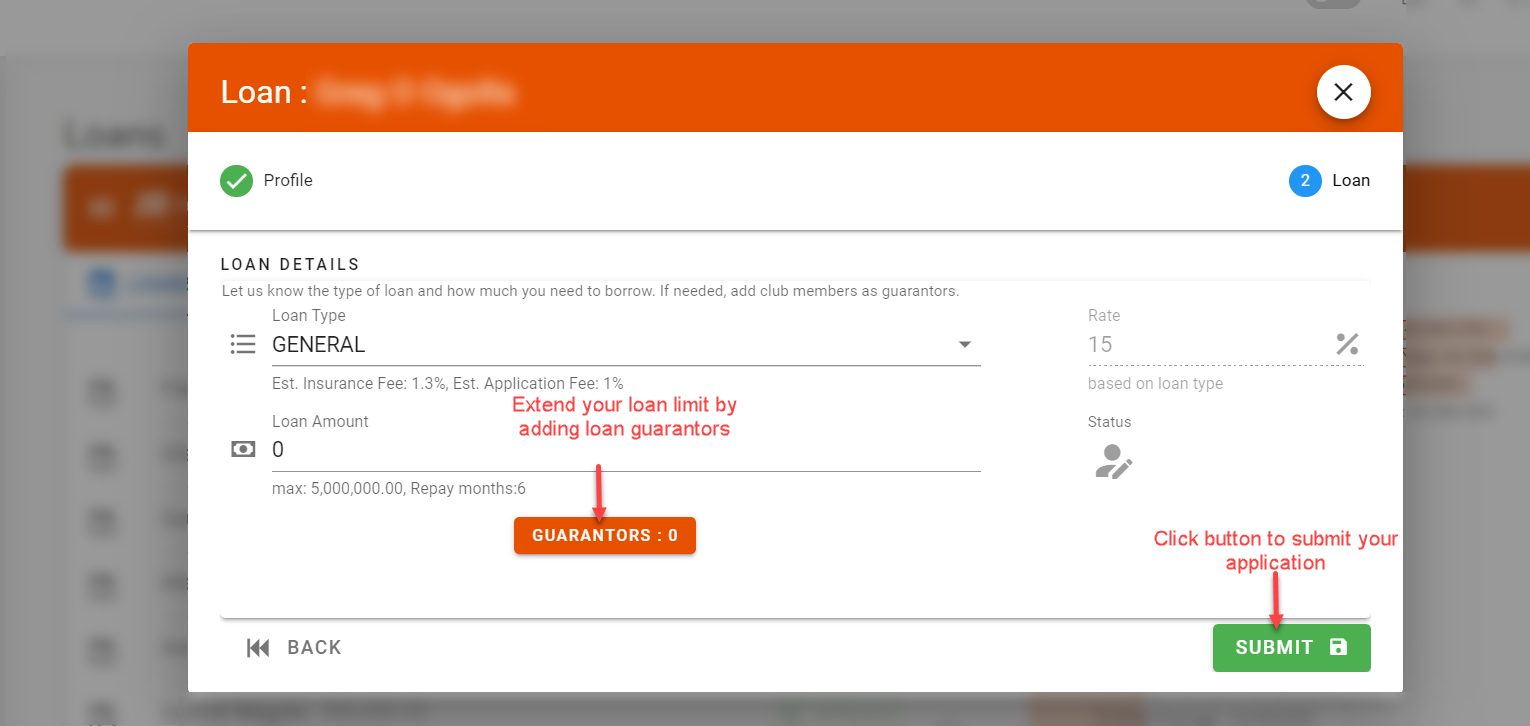 Loan :
Profile
2 Loan
LOAN DETAILS
Let us know the type of loan and how much you need to borrow. If needed, add club members as guarantors.
Loan Type
GENERAL
Rate
15
Est. Insurance Fee: 1.3%, Est. Application Fee: 1%
based on loan type
Extend your loan limit by
adding loan guarantors
Loan Amount
0
Status
max: 5,000,000.00, Repay months:6
GUARANTORS : 0
Click button to submit your
application
BACK
SUBMIT
Loans